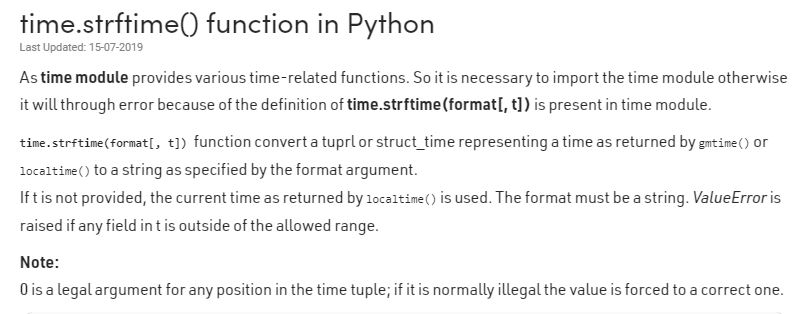 time.strftime() function in Python
Last Updated: 15-07-2019
As time module provides various time-related functions. So it is necessary to import the time module otherwise
it will through error because of the definition of time.strftime(format[, t]) is present in time module.
time.strftime(format[, t]) function convert a tuprl or struct_time representing a time as returned by gmtime() or
localtime() to a string as specified by the format argument.
If t is not provided, the current time as returned by localtime() is used. The format must be a string. ValueError is
raised if any field in t is outside of the allowed range.
Note:
0 is a legal argument for any position in the time tuple; if it is normally illegal the value is forced to a correct one.